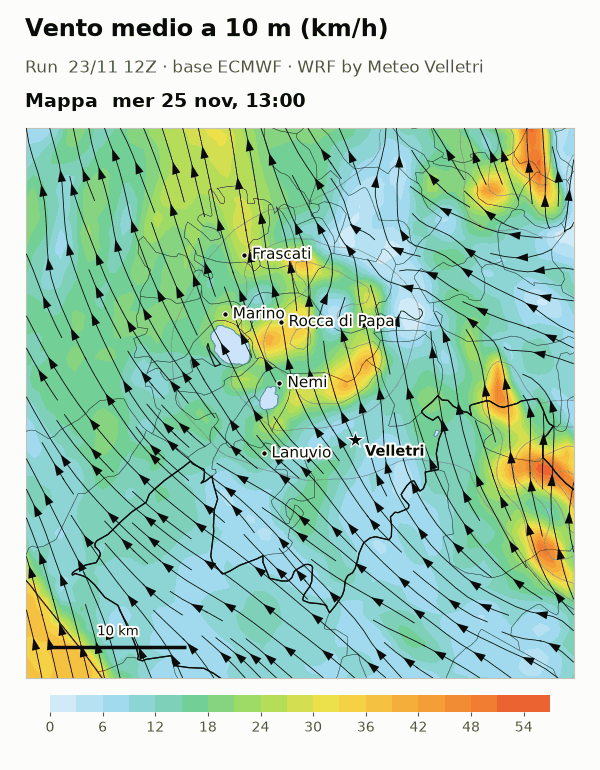 Vento medio a 10 m (km/h)
Run 23/11 12Z · base ECMWF · WRF by Meteo Velletri
Mappa mer 25 nov, 13:00
Frascati
Marino
Rocca di Papa
Nemi
Velletri
Lanuvio
10 km
0 6 12 18 24 30 36 42 48 54